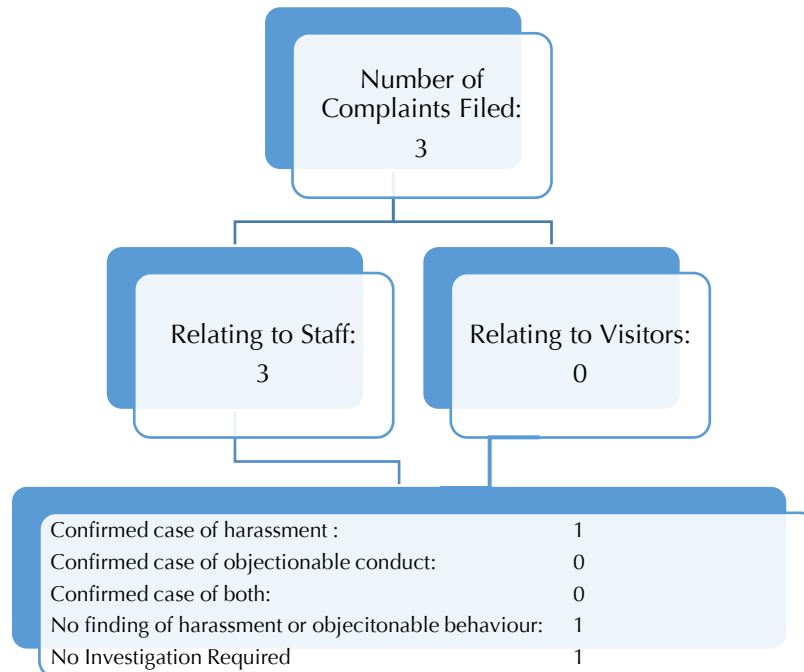 Number of
Complaints Filed:
3
Relating to Staff:
3
Relating to Visitors:
0
Confirmed case of harassment : 1
Confirmed case of objectionable conduct: 0
Confirmed case of both: 0
No finding of harassment or objecitonable behaviour: 1
No Investigation Required 1